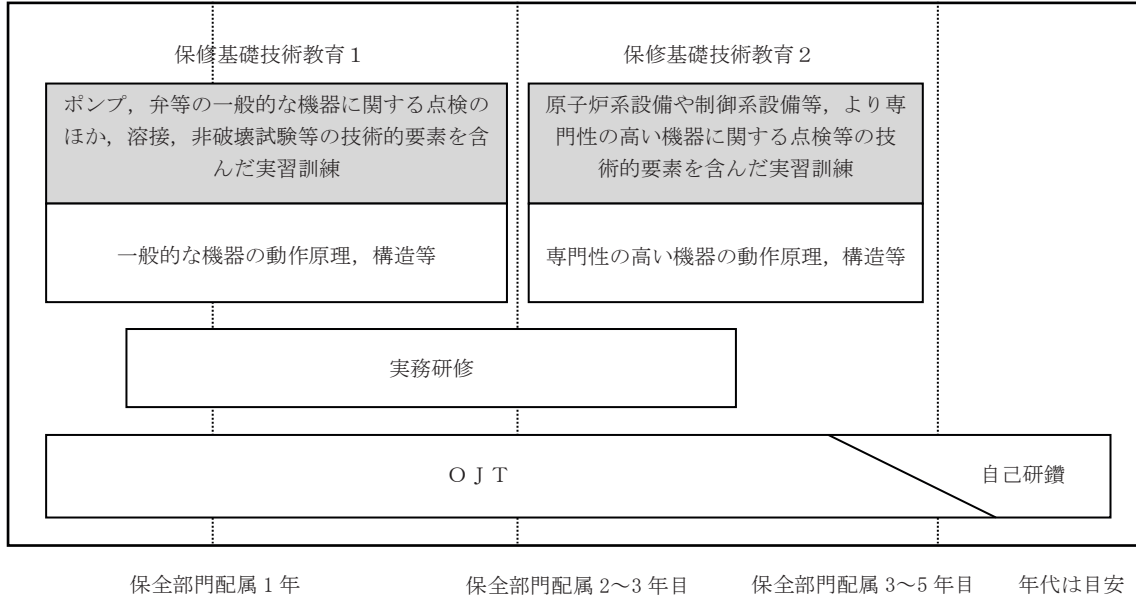 保修基礎技術教育１
保修基礎技術教育２
ポンプ，弁等の一般的な機器に関する点検の
ほか，溶接，非破壊試験等の技術的要素を含
んだ実習訓練
原子炉系設備や制御系設備等，より専
門性の高い機器に関する点検等の技
術的要素を含んだ実習訓練
一般的な機器の動作原理，構造等
専門性の高い機器の動作原理，構造等
実務研修
ＯＪＴ
自己研鑽
保全部門配属 1 年
保全部門配属 2～3 年目
保全部門配属 3～5 年目
年代は目安